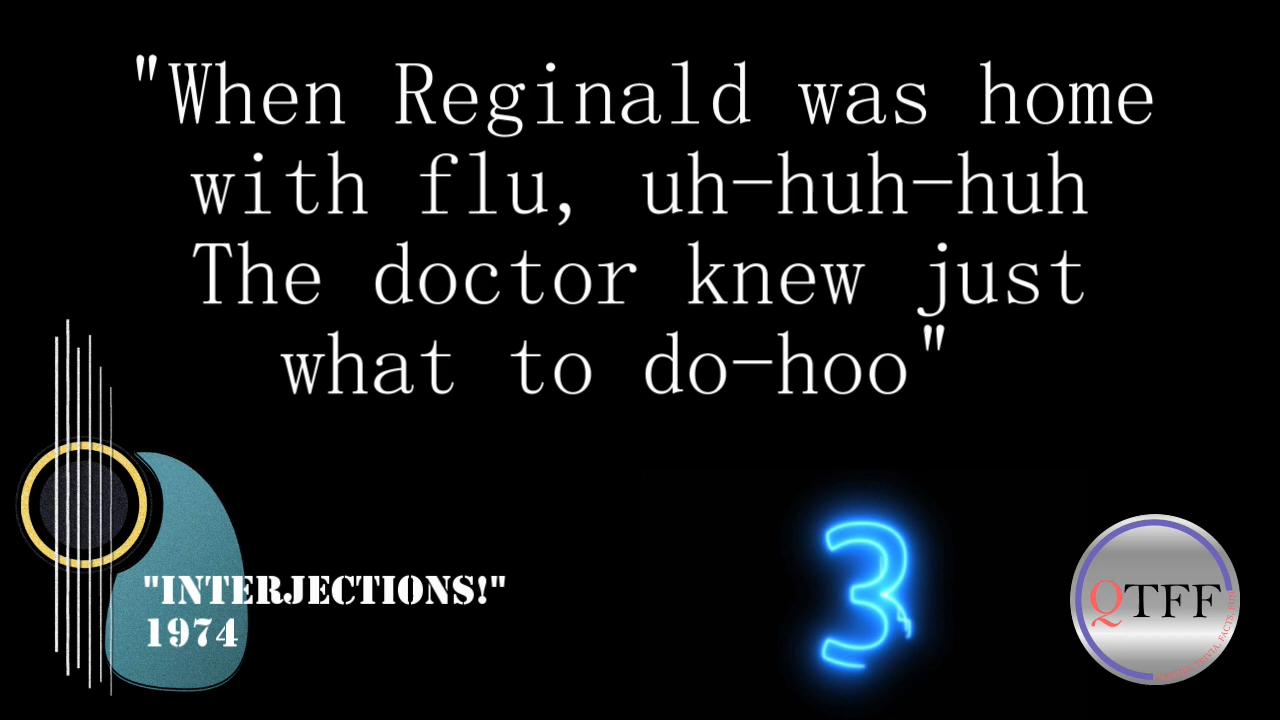 "When Reginald was home
with flu, uh-huh-huh
The doctor knew just
what to do-hoo"
"INTERJECTIONS!"
1974
3
QTFF